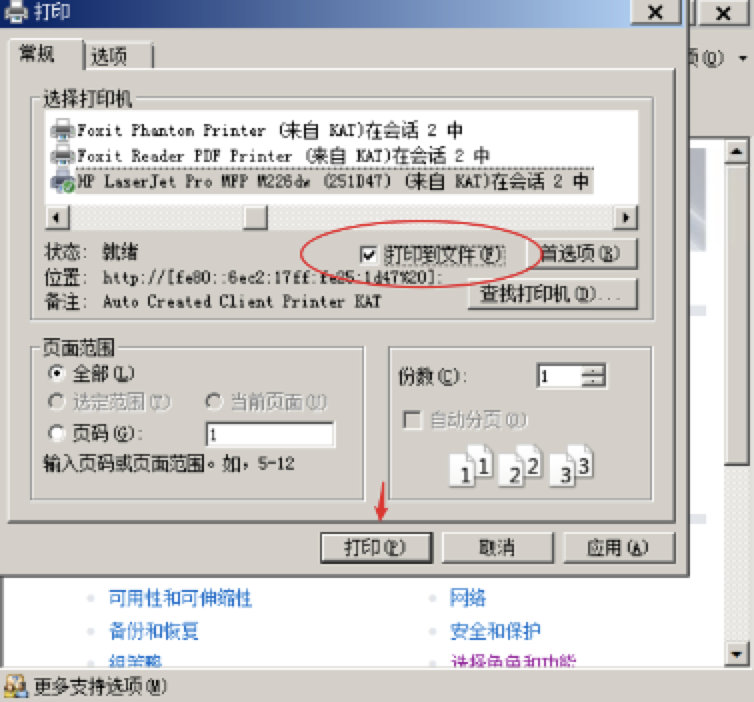 打印
常规 选项
项(O)
选择打印机
Foxit Phantom Printer (来自 KAT)在会话 2 中
Foxit Reader PDF Printer (来自 KAT)在会话 2 中
HP LaserJet Pro MFP M226dw (251D47) (来自 KAT)在会话 2 中
状态: 就绪 打印到文件(F) 首选项(R)
位置: http://[fe80::6ec2:17ff:fe25:1d47%20]:
备注: Auto Created Client Printer KAT 查找打印机(D)...
页面范围
全部(L)
选定范围(T) 当前页面(U)
页码(G): 1
输入页码或页面范围。如，5-12
份数(C): 1
自动分页(O)
1 1 2 2 3 3
打印(P) 取消 应用(A)
可用性和可伸缩性 网络
备份和恢复 安全和保护
组策略 选择角色和功能
更多支持选项(M)